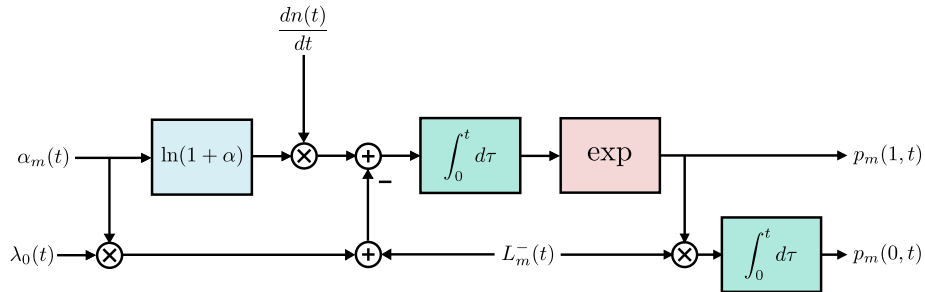 dn(t)
dt
α_m(t)
ln(1 + α)
∫_0^t dτ
exp
p_m(1, t)
λ_0(t)
L_m^-(t)
∫_0^t dτ
p_m(0, t)